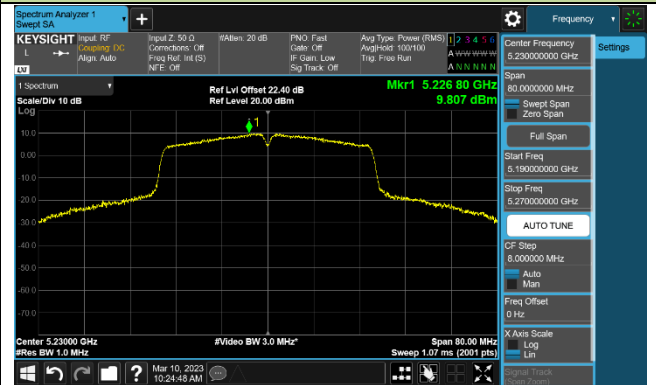 Spectrum Analyzer 1
Swept SA
Frequency
KEYSIGHT
L
Input: RF
Coupling: DC
Align: Auto
Input Z: 50 Ω
Corrections: Off
Freq Ref: Int (S)
NFE: Off
#Atten: 20 dB
PNO: Fast
Gate: Off
IF Gain: Low
Sig Track: Off
Avg Type: Power (RMS)
Avg|Hold: 100/100
Trig: Free Run
1 2 3 4 5 6
A W W W W W
A N N N N N
1 Spectrum
Scale/Div 10 dB
Ref Lvl Offset 22.40 dB
Ref Level 20.00 dBm
Mkr1 5.226 80 GHz
9.807 dBm
Log
1
10.0
0.00
-10.0
-20.0
-30.0
-40.0
-50.0
-60.0
-70.0
Center 5.23000 GHz
#Res BW 1.0 MHz
#Video BW 3.0 MHz*
Span 80.00 MHz
Sweep 1.07 ms (2001 pts)
Mar 10, 2023
10:24:48 AM
Center Frequency
5.230000000 GHz
Settings
Span
80.0000000 MHz
Swept Span
Zero Span
Full Span
Start Freq
5.190000000 GHz
Stop Freq
5.270000000 GHz
AUTO TUNE
CF Step
8.000000 MHz
Auto
Man
Freq Offset
0 Hz
X Axis Scale
Log
Lin
Signal Track
(Span Zoom)